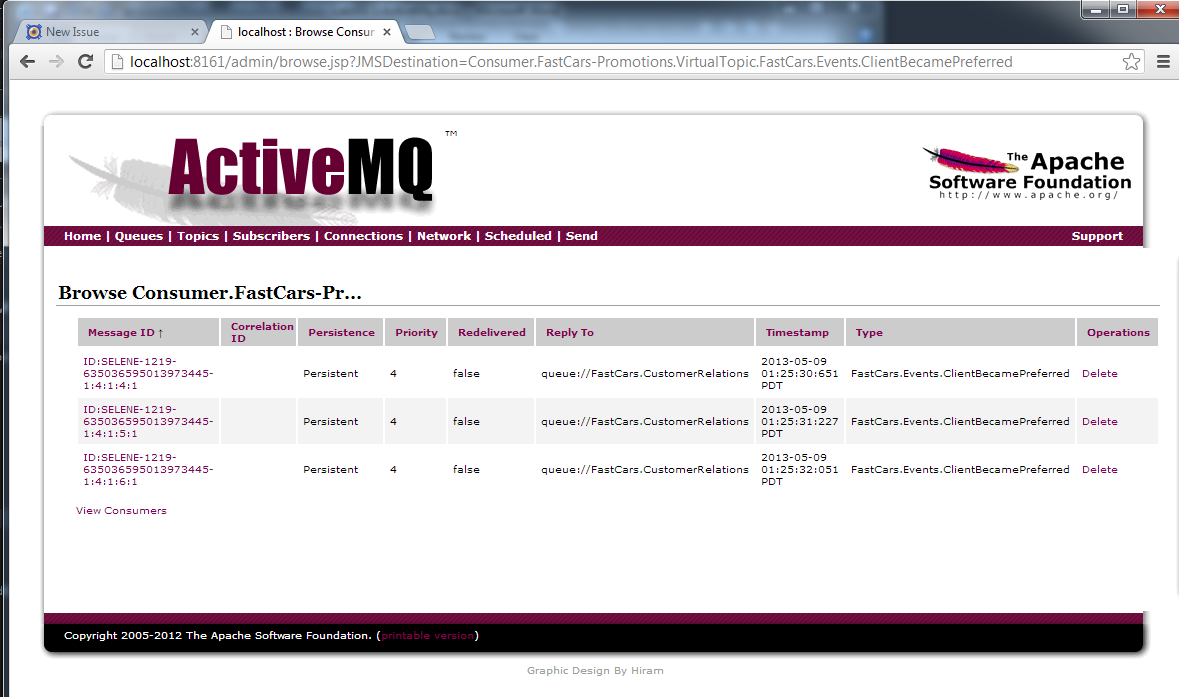 New Issue
localhost : Browse Consur
localhost:8161/admin/browse.jsp?JMSDestination=Consumer.FastCars-Promotions.VirtualTopic.FastCars.Events.ClientBecamePreferred
ActiveMQ ™
The Apache
Software Foundation
http://www.apache.org/
Home | Queues | Topics | Subscribers | Connections | Network | Scheduled | Send
Support
Browse Consumer.FastCars-Pr...
Message ID ↑ Correlation ID Persistence Priority Redelivered Reply To Timestamp Type Operations
ID:SELENE-1219-
635036595013973445-
1:4:1:4:1
Persistent 4 false queue://FastCars.CustomerRelations
2013-05-09
01:25:30:651
PDT
FastCars.Events.ClientBecamePreferred Delete
ID:SELENE-1219-
635036595013973445-
1:4:1:5:1
Persistent 4 false queue://FastCars.CustomerRelations
2013-05-09
01:25:31:227
PDT
FastCars.Events.ClientBecamePreferred Delete
ID:SELENE-1219-
635036595013973445-
1:4:1:6:1
Persistent 4 false queue://FastCars.CustomerRelations
2013-05-09
01:25:32:051
PDT
FastCars.Events.ClientBecamePreferred Delete
View Consumers
Copyright 2005-2012 The Apache Software Foundation. (printable version)
Graphic Design By Hiram